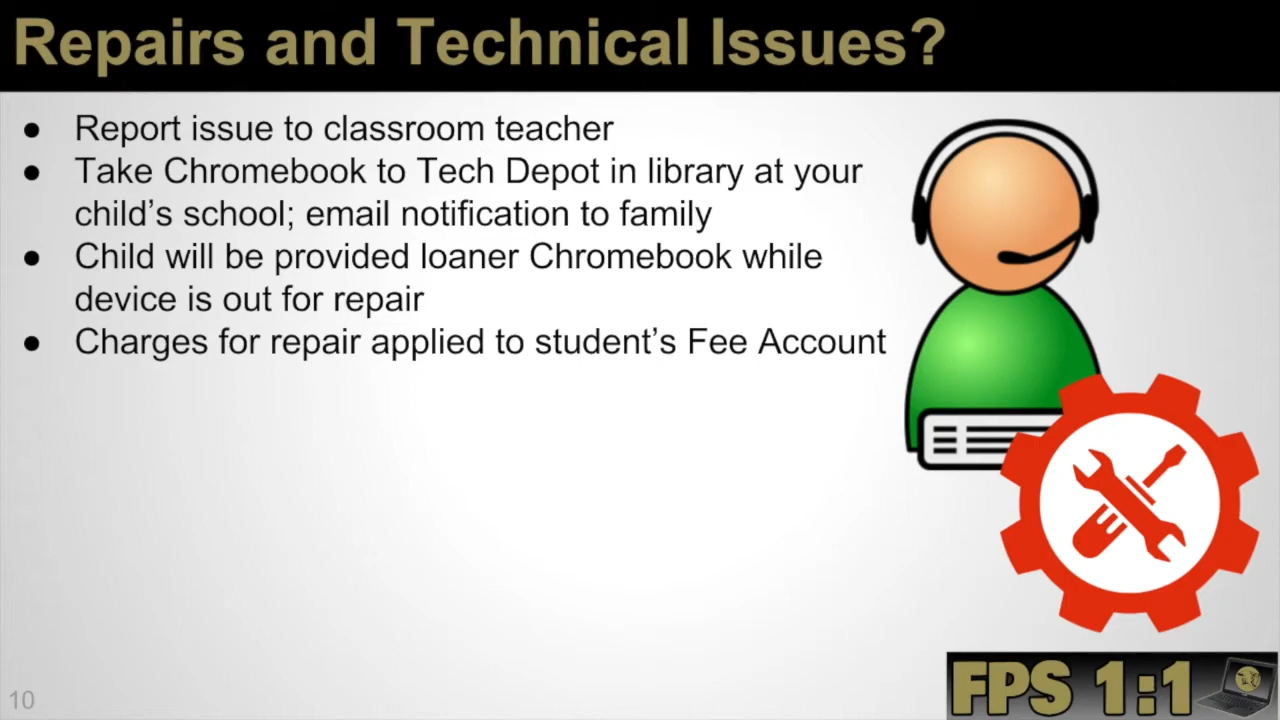 Repairs and Technical Issues?
● Report issue to classroom teacher
● Take Chromebook to Tech Depot in library at your
child’s school; email notification to family
● Child will be provided loaner Chromebook while
device is out for repair
● Charges for repair applied to student’s Fee Account
FPS 1:1
10